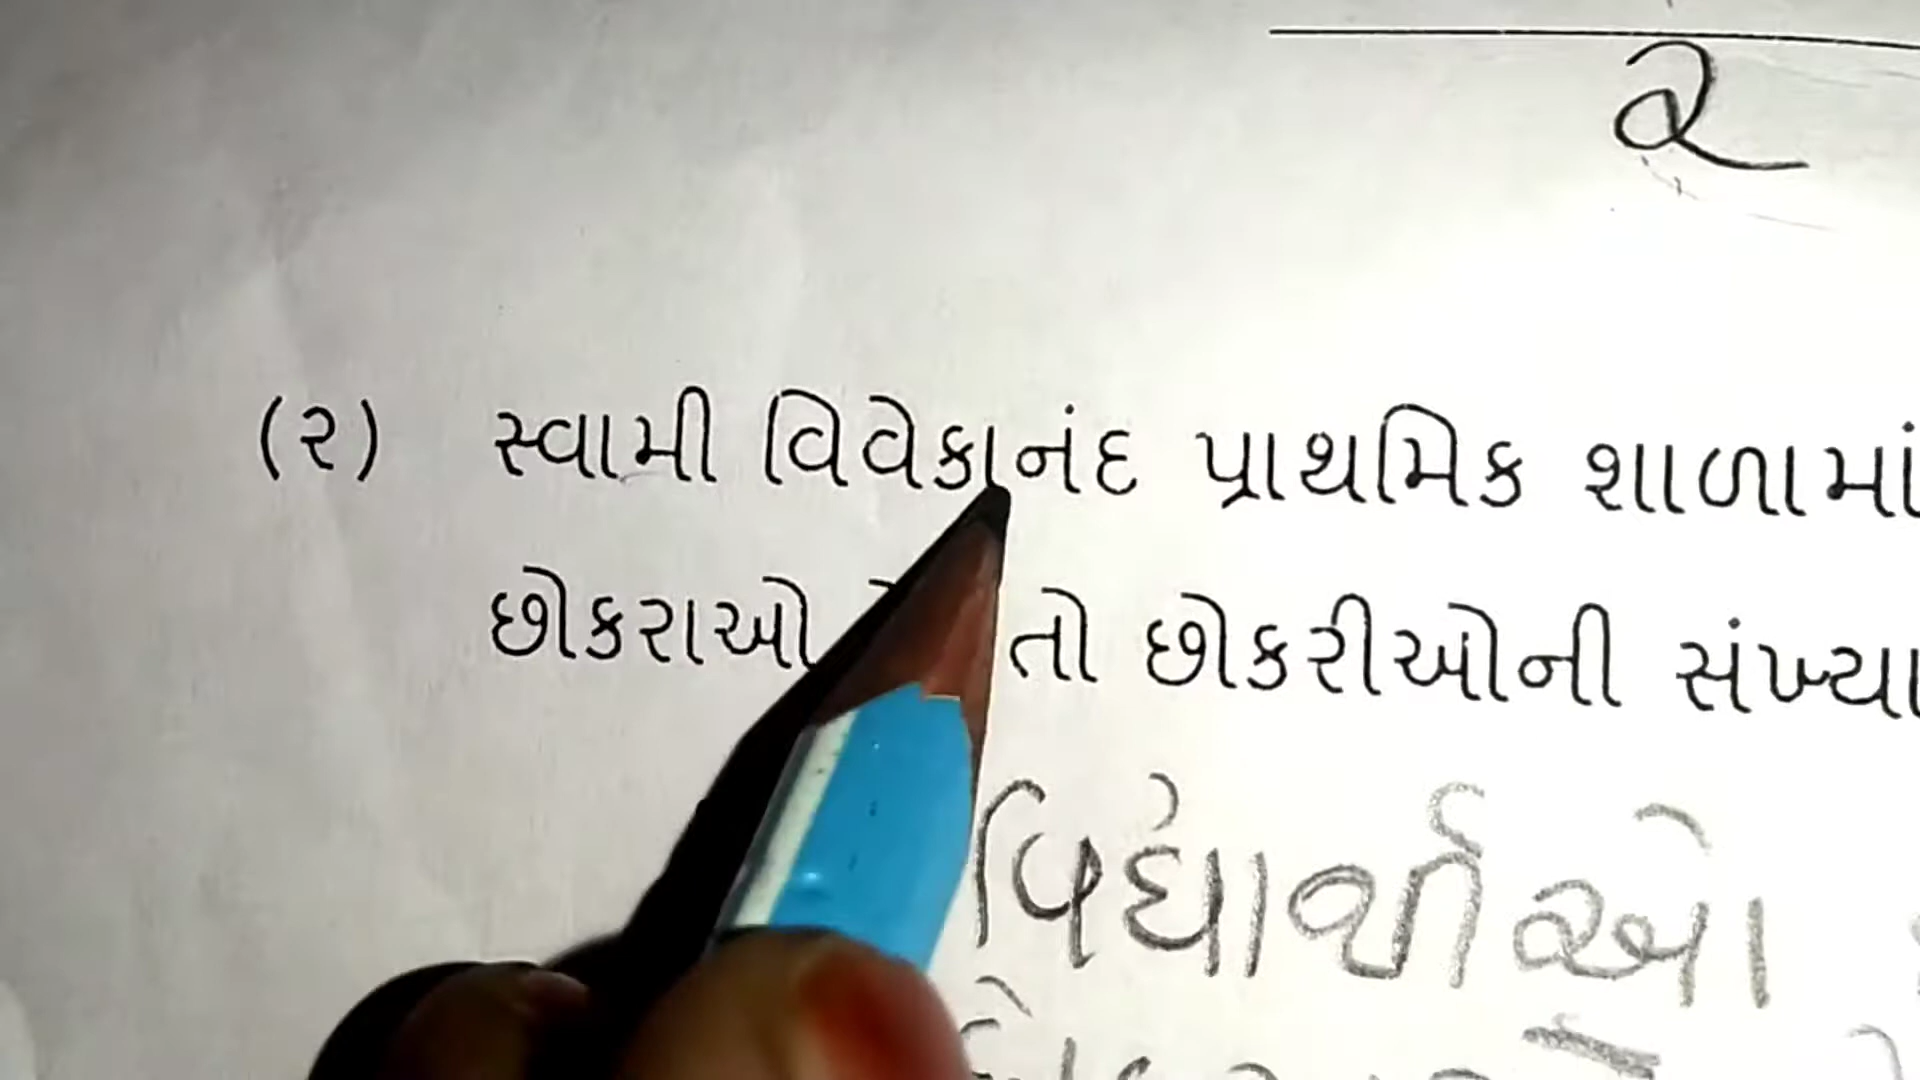 ૨
(૨) સ્વામી વિવેકાનંદ પ્રાથમિક શાળામાં
છોકરાઓ તો છોકરીઓની સંખ્યા
વિદ્યાર્થીઓ